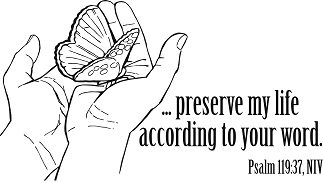 ... preserve my life
according to your word.
Psalm 119:37, NIV